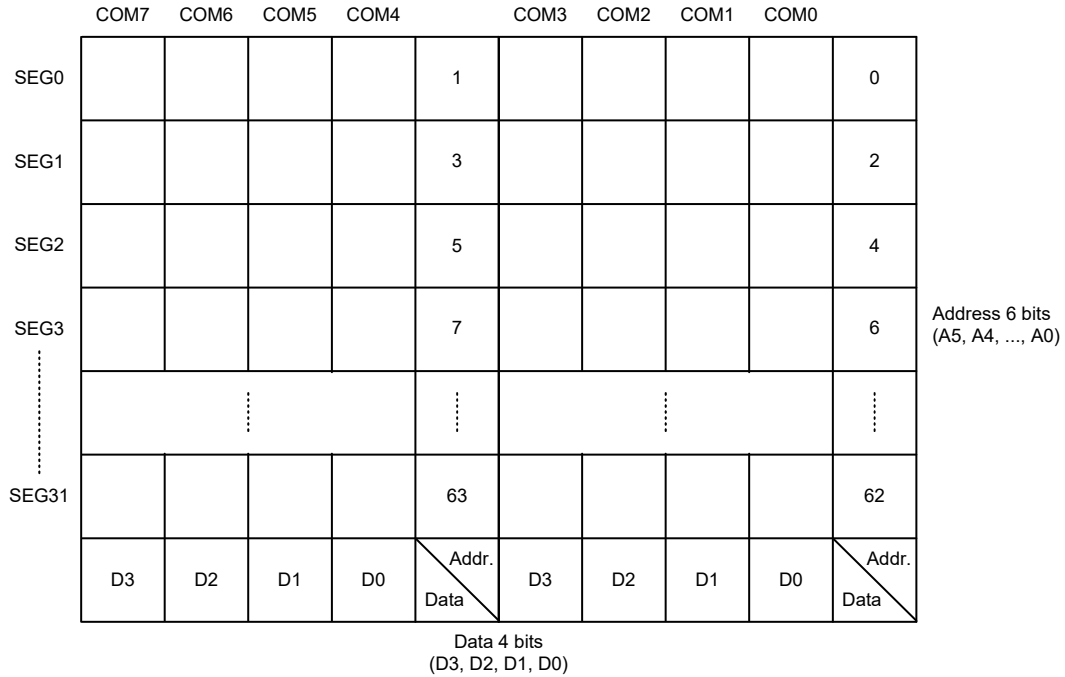 COM7 COM6 COM5 COM4 COM3 COM2 COM1 COM0
SEG0 1 0
SEG1 3 2
SEG2 5 4
SEG3 7 6
Address 6 bits
(A5, A4, ..., A0)
SEG31 63 62
D3 D2 D1 D0 Addr. Data D3 D2 D1 D0 Addr. Data
Data 4 bits
(D3, D2, D1, D0)